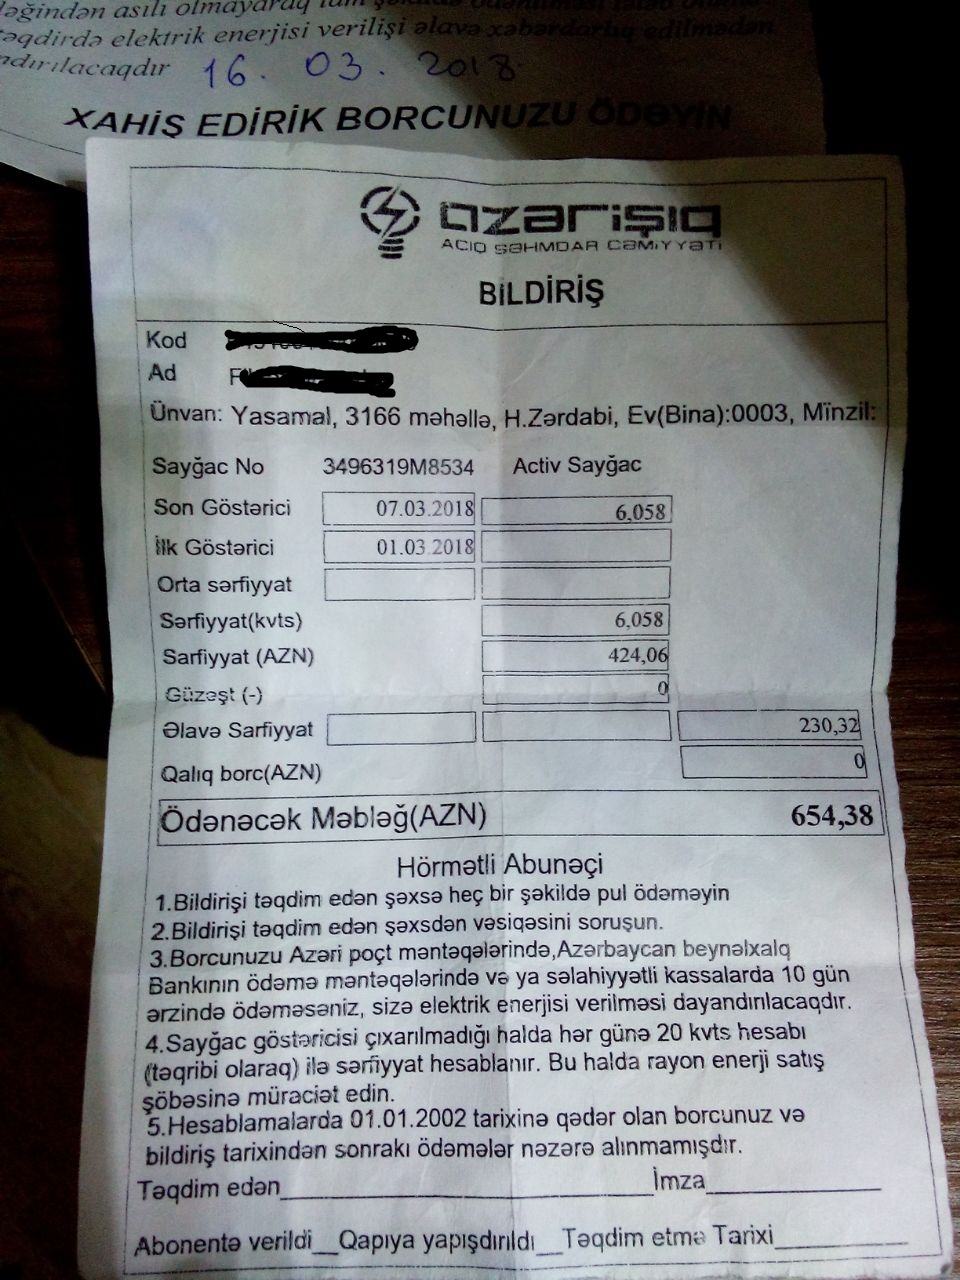 asılı olmayaraq
təqdirdə elektrik enerjisi verilişi əlavə xəbərdarlıq edilmədən
16. 03. 2018
XAHİŞ EDİRİK BORCUNUZU ÖDƏYİN
azərişıq
AÇIQ SƏHMDAR CƏMİYYƏTİ
BİLDİRİŞ
Kod
Ad
Ünvan: Yasamal, 3166 məhəllə, H.Zərdabi, Ev(Bina):0003, Mïnzil:
Sayğac No 3496319M8534 Activ Sayğac
Son Göstərici 07.03.2018 6,058
İlk Göstərici 01.03.2018
Orta sərfiyyat
Sərfiyyat(kvts) 6,058
Sarfiyyat (AZN) 424,06
Güzəşt (-) 0
Əlavə Sarfiyyat 230,32
Qalıq borc(AZN) 0
Ödənəcək Məbləğ(AZN) 654,38
Hörmətli Abunəçi
1.Bildirişi təqdim edən şəxsə heç bir şəkildə pul ödəməyin
2.Bildirişi təqdim edən şəxsdən vəsiqəsini soruşun.
3.Borcunuzu Azəri poçt məntəqələrində,Azərbaycan beynəlxalq
Bankının ödəmə məntəqələrində və ya səlahiyyətli kassalarda 10 gün
ərzində ödəməsəniz, sizə elektrik enerjisi verilməsi dayandırılacaqdır.
4.Sayğac göstəricisi çıxarılmadığı halda hər günə 20 kvts hesabı
(təqribi olaraq) ilə sərfiyyat hesablanır. Bu halda rayon enerji satış
şöbəsinə müraciət edin.
5.Hesablamalarda 01.01.2002 tarixinə qədər olan borcunuz və
bildiriş tarixindən sonrakı ödəmələr nəzərə alınmamışdır.
Təqdim edən İmza
Abonentə verildi Qapıya yapışdırıldı Təqdim etmə Tarixi